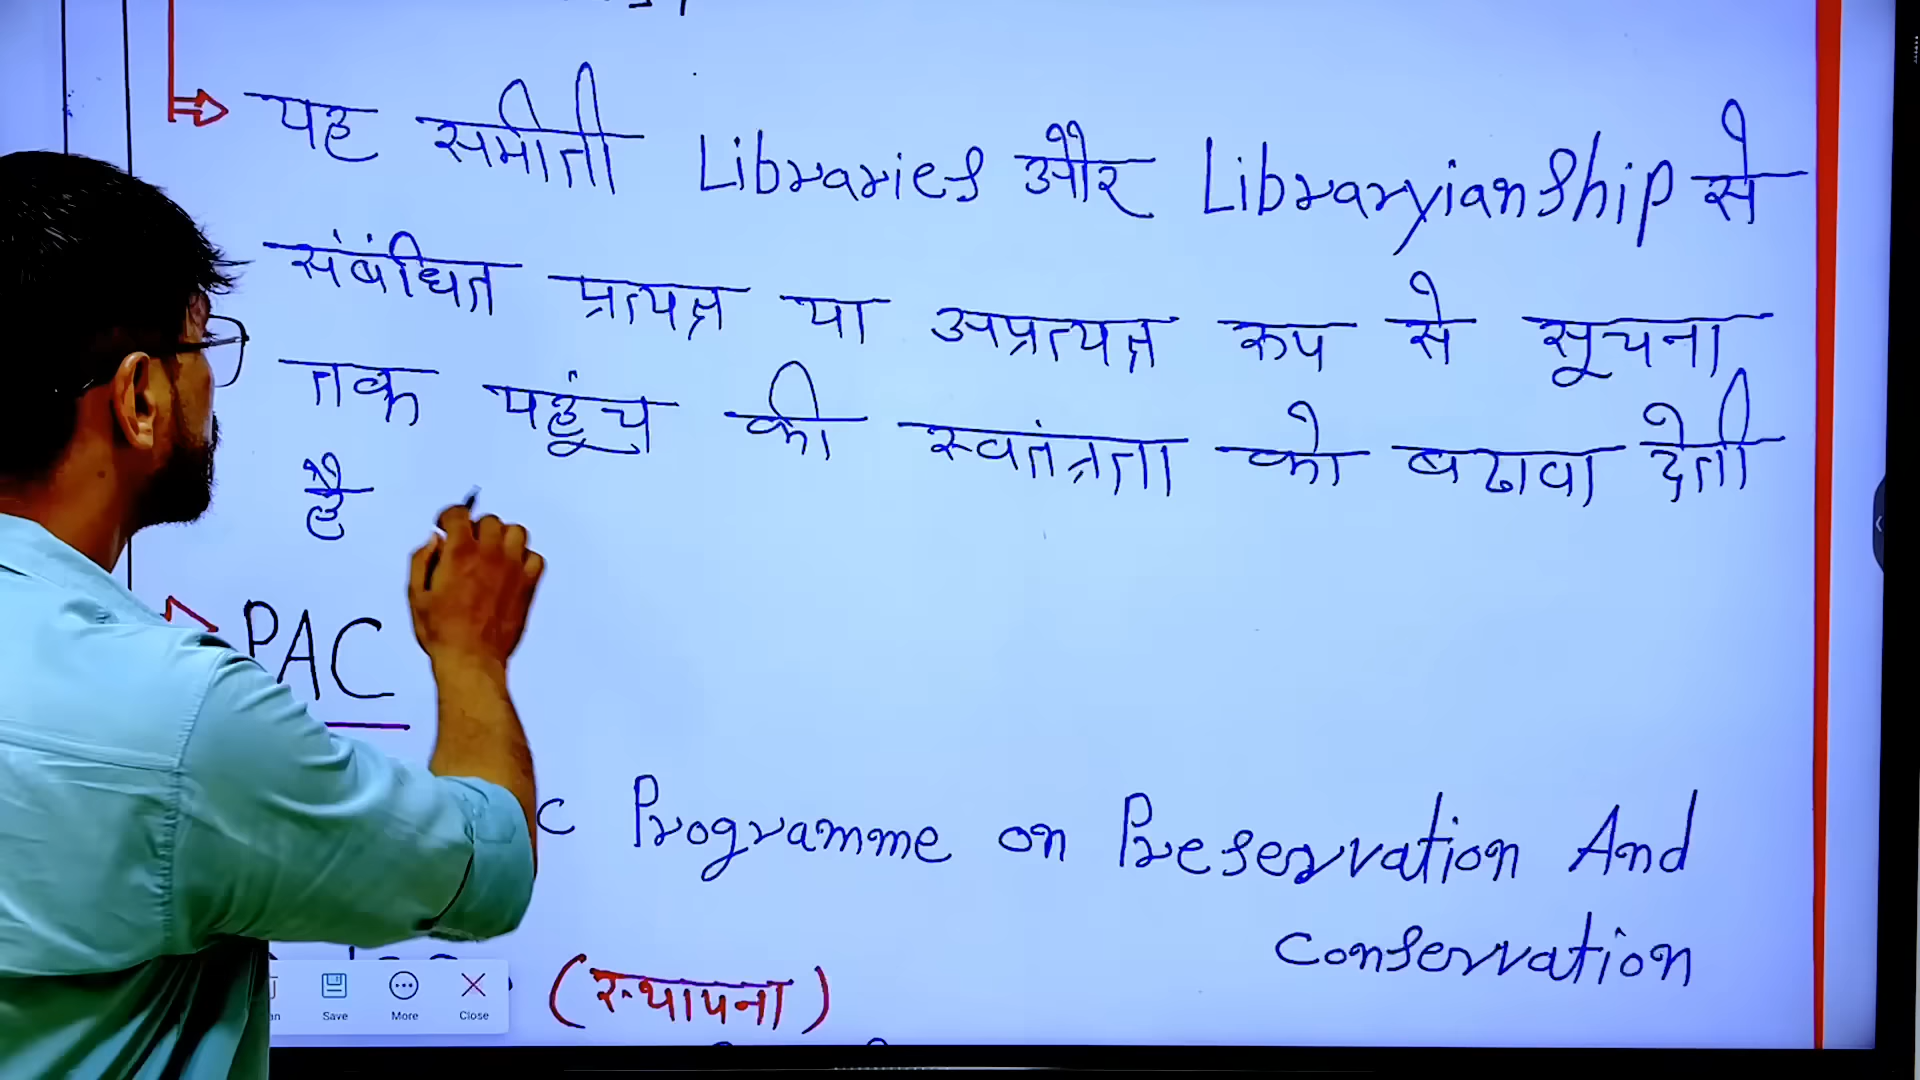 यह समीती Libraries और Libraryianship से
संबंधित प्रत्यक्ष या अप्रत्यक्ष रूप से सूचना
तक पहुंच की स्वतंत्रता को बढावा देती
है
PAC
Programme on Preservation And
Conservation
(स्थापना)
Save More Close